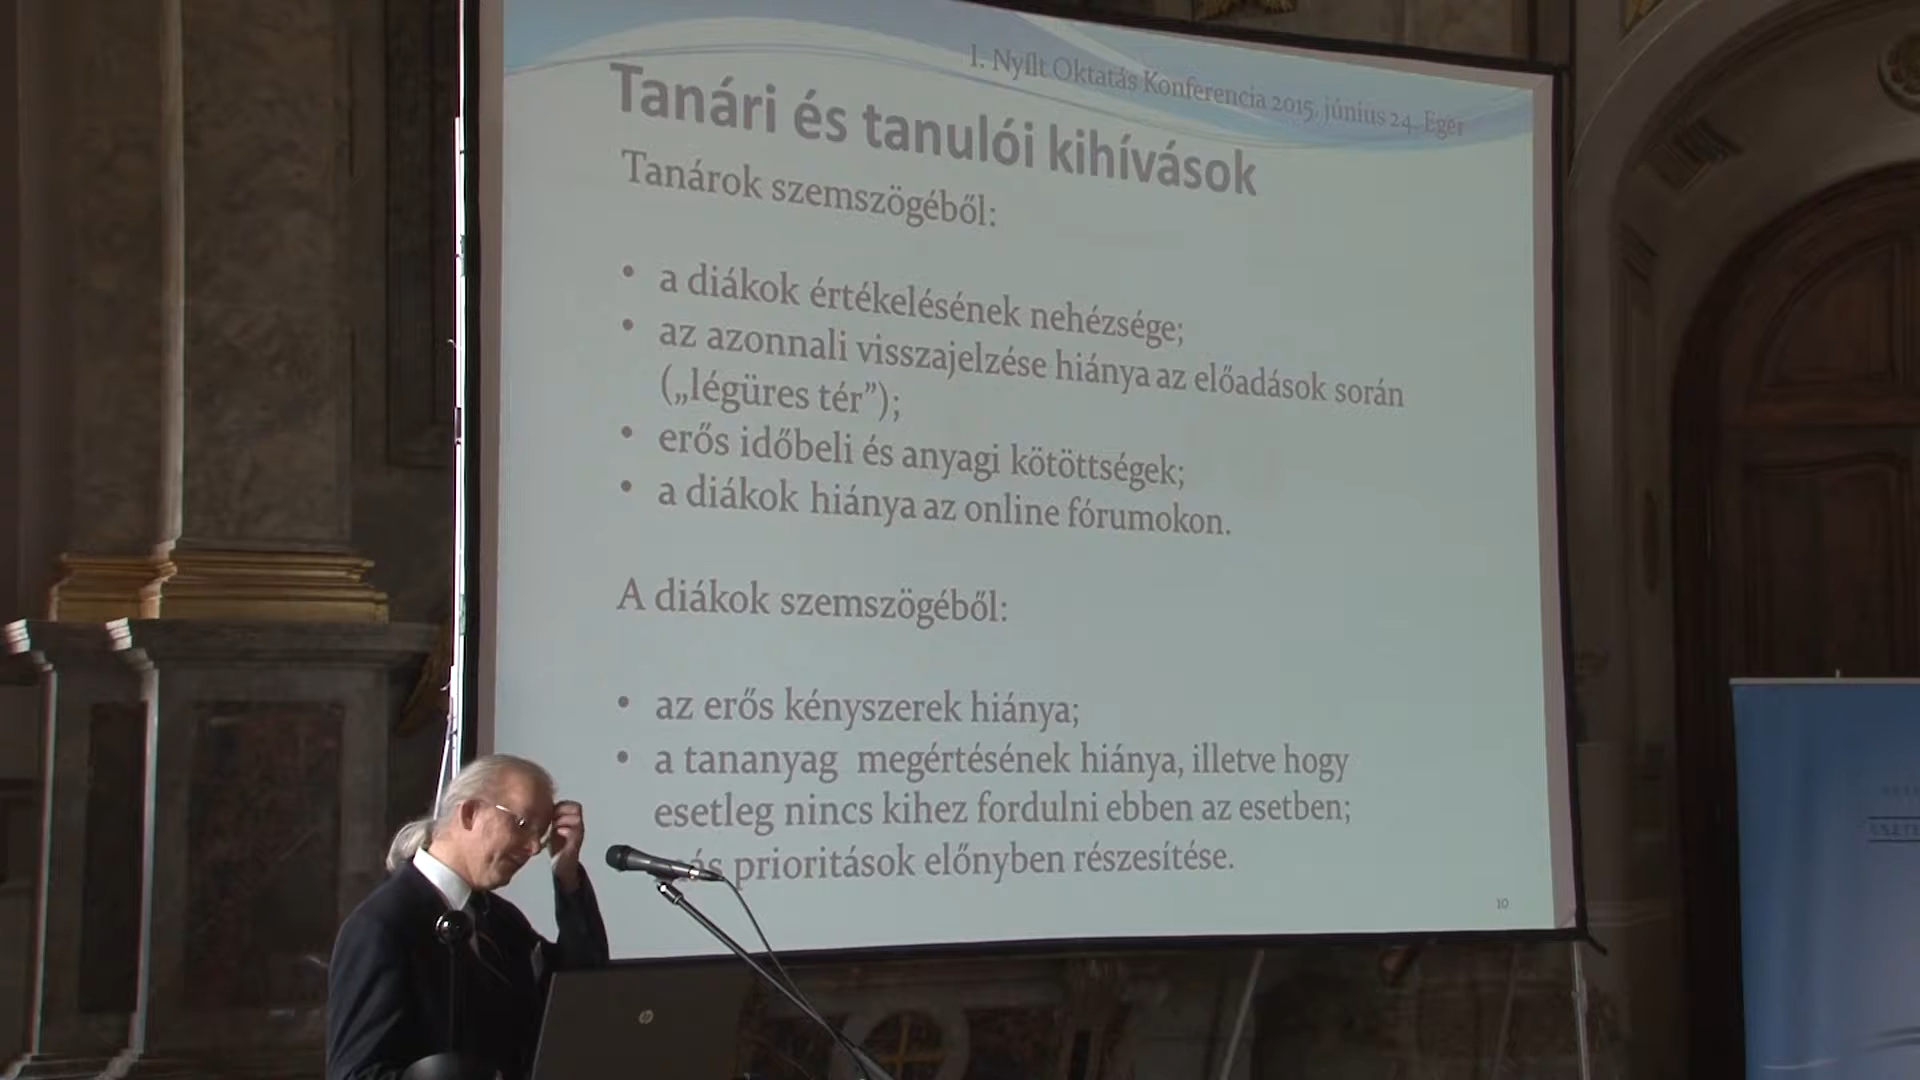 I. Nyílt Oktatás Konferencia 2015. június 24. Eger
Tanári és tanulói kihívások
Tanárok szemszögéből:
• a diákok értékelésének nehézsége;
• az azonnali visszajelzése hiánya az előadások során
(„légüres tér”);
• erős időbeli és anyagi kötöttségek;
• a diákok hiánya az online fórumokon.
A diákok szemszögéből:
• az erős kényszerek hiánya;
• a tananyag megértésének hiánya, illetve hogy
esetleg nincs kihez fordulni ebben az esetben;
prioritások előnyben részesítése.
10
hp